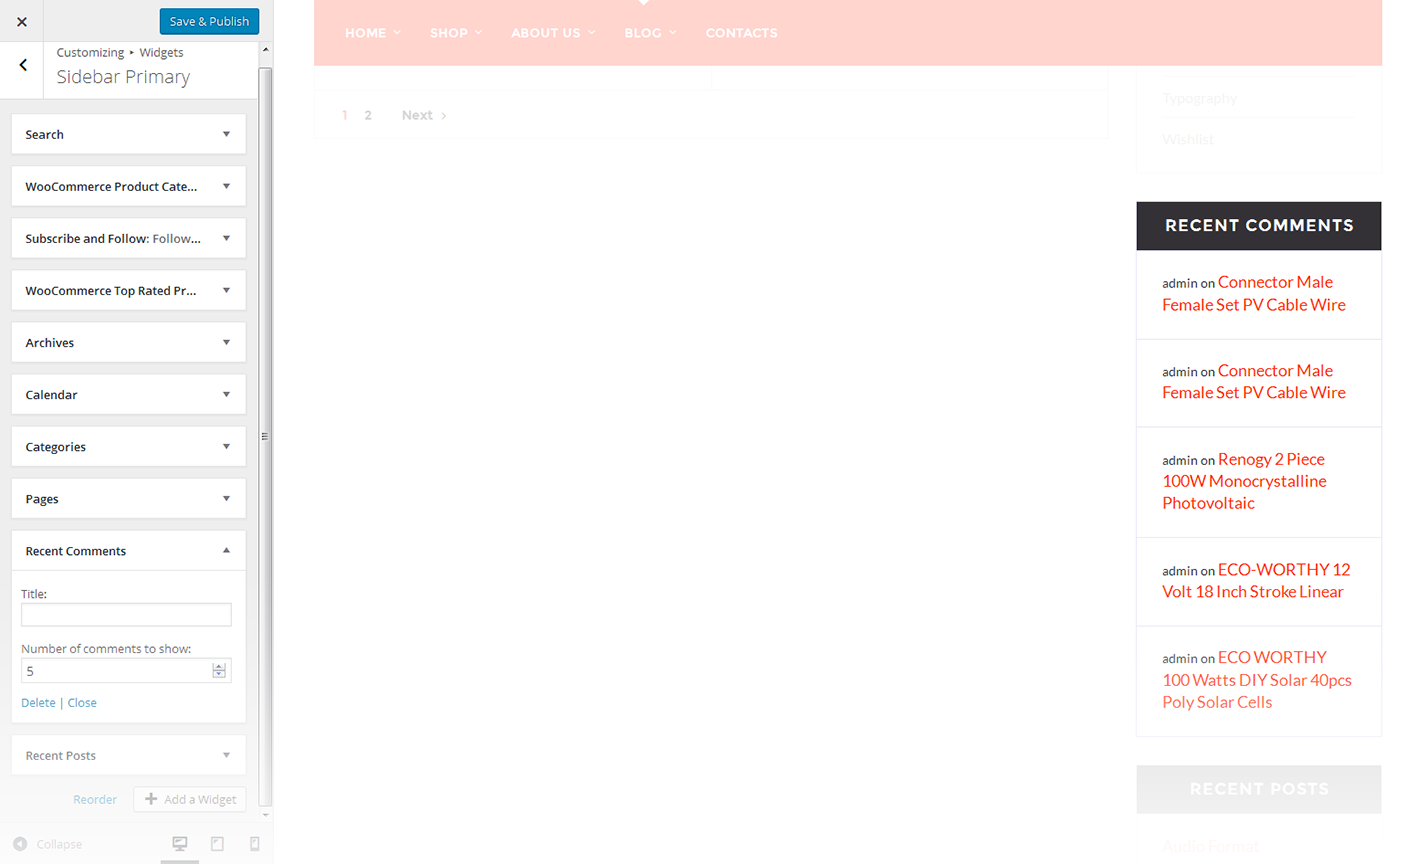 Save & Publish
Customizing ▸ Widgets
Sidebar Primary
Search
WooCommerce Product Cate...
Subscribe and Follow: Follow...
WooCommerce Top Rated Pr...
Archives
Calendar
Categories
Pages
Recent Comments
Title:
Number of comments to show:
5
Delete | Close
Recent Posts
Reorder
Add a Widget
Collapse
HOME SHOP ABOUT US BLOG CONTACTS
1 2 Next ›
Typography
Wishlist
RECENT COMMENTS
admin on Connector Male
Female Set PV Cable Wire
admin on Connector Male
Female Set PV Cable Wire
admin on Renogy 2 Piece
100W Monocrystalline
Photovoltaic
admin on ECO-WORTHY 12
Volt 18 Inch Stroke Linear
admin on ECO WORTHY
100 Watts DIY Solar 40pcs
Poly Solar Cells
RECENT POSTS
Audio Format